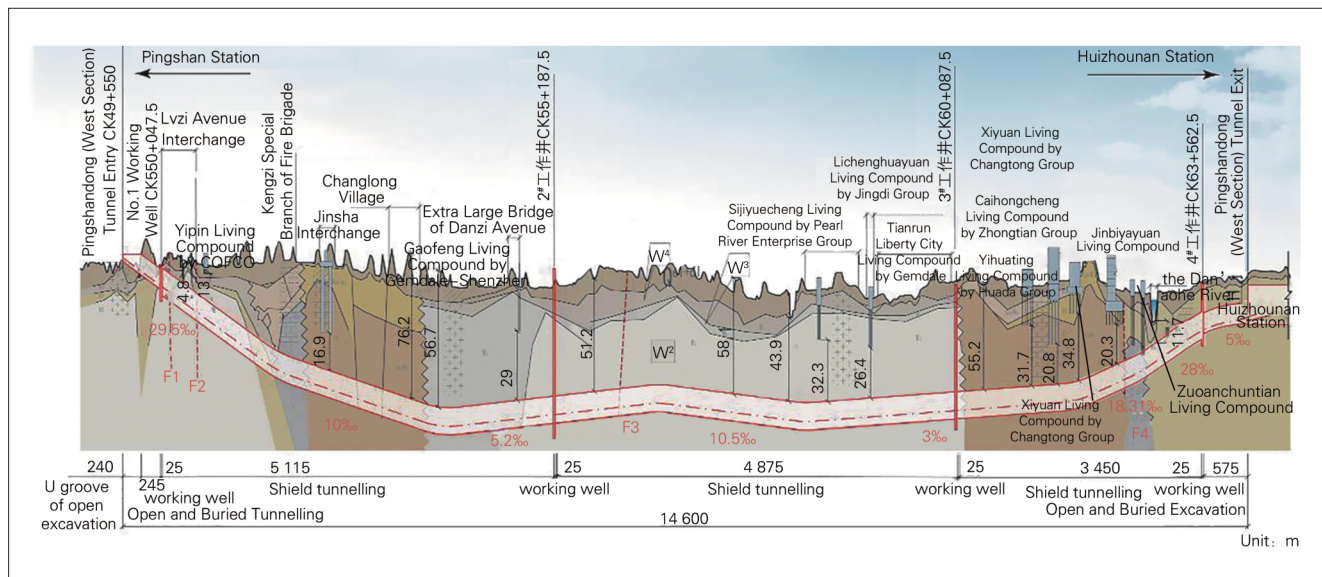 Pingshan Station
Huizhounan Station
Pingshandong (West Section)
Tunnel Entry CK49+550
No.1 Working
Well CK550+047.5
Lvzi Avenue
Interchange
Yipin Living
Compound
by COFCO
Kengzi Special
Branch of Fire Brigade
Jinsha
Interchange
Changlong
Village
Extra Large Bridge
of Danzi Avenue
Gaofeng Living
Compound by
Gemdale-Shenzhen
2#工作井CK55+187.5
W⁴
W³
W²
Sijiyuecheng Living
Compound by Pearl
River Enterprise Group
Lichenghuayuan
Living Compound
by Jingdi Group
Tianrun
Liberty City
Living Compound
by Gemdale
3#工作井CK60+087.5
Xiyuan Living
Compound by
Changtong Group
Caihongcheng
Living Compound by
Zhongtian Group
Yihuating
Living Compound
by Huada Group
Jinbiyayuan
Living Compound
4#工作井CK63+562.5
Pingshandong
(West Section) Tunnel Exit
the Dan'
aohe River
Huizhounan
Station
Zuoanchuntian
Living Compound
Xiyuan Living
Compound by
Changtong Group
4.8
16.9
76.2
56.7
29
51.2
58
43.9
32.3
26.4
55.2
31.7
20.8
34.8
20.3
29.5‰
F1
F2
10‰
5.2‰
F3
10.5‰
3‰
18.31‰
F4
28‰
5‰
240
25
5 115
25
4 875
25
3 450
25
575
245
U groove
of open
excavation
working well
Open and Buried Tunnelling
Shield tunnelling
working well
Shield tunnelling
working well
Shield tunnelling
working well
Open and Buried Excavation
14 600
Unit: m